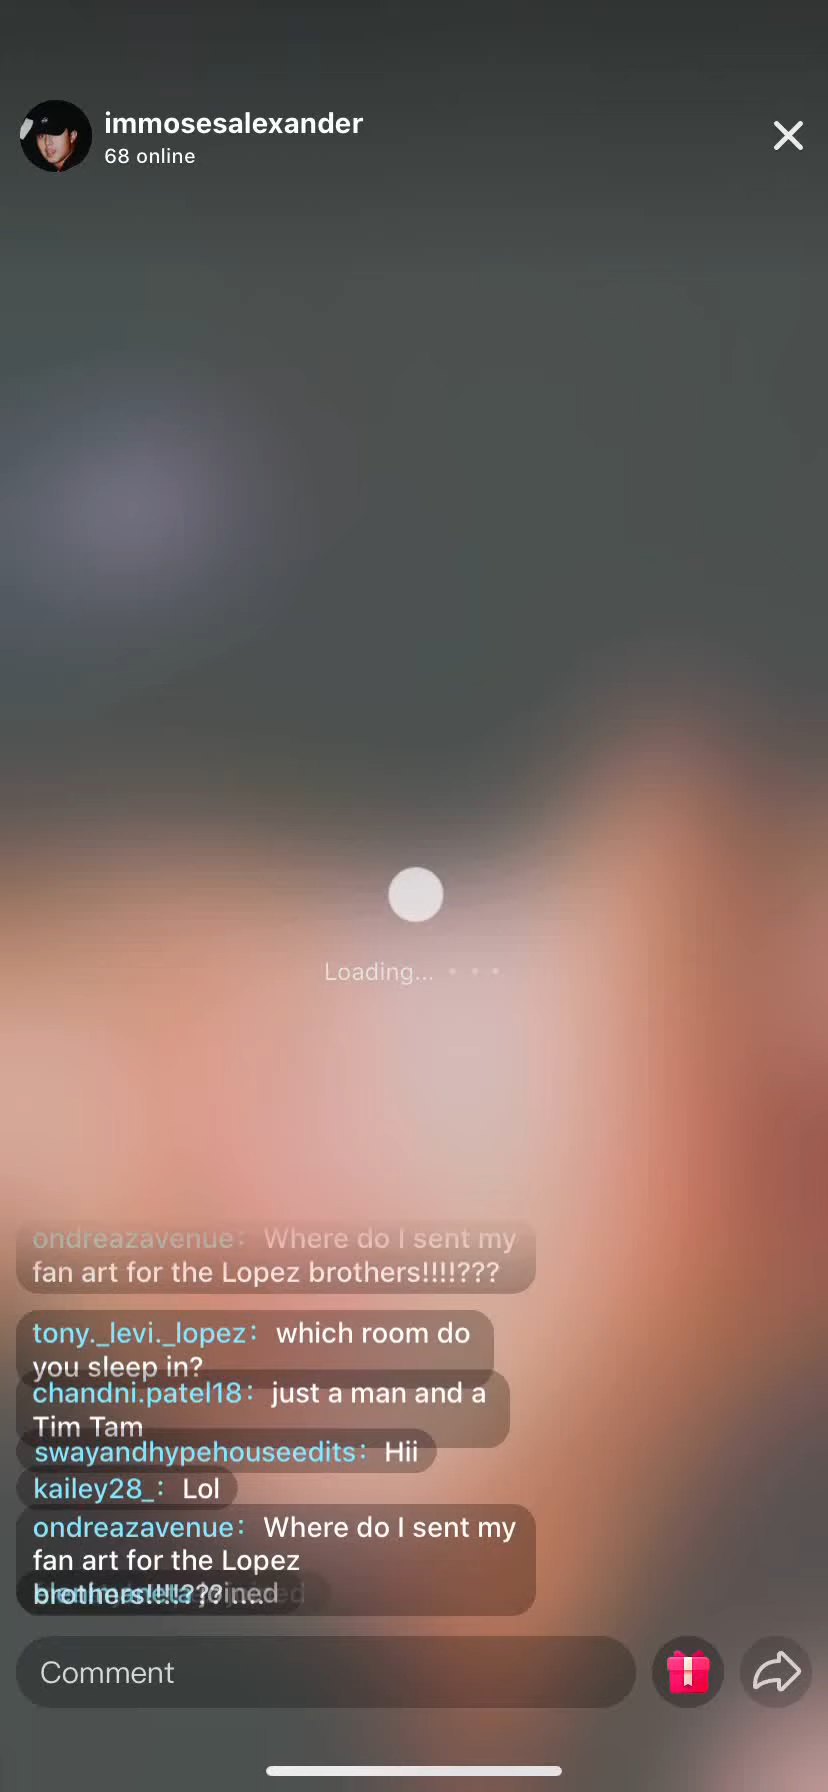 immosesalexander
68 online
Loading...
ondreazavenue: Where do I sent my
fan art for the Lopez brothers!!!!???
tony._levi._lopez: which room do
you sleep in?
chandni.patel18: just a man and a
Tim Tam
swayandhypehouseedits: Hii
kailey28_: Lol
ondreazavenue: Where do I sent my
fan art for the Lopez
brothers!!!!??? joined
Comment